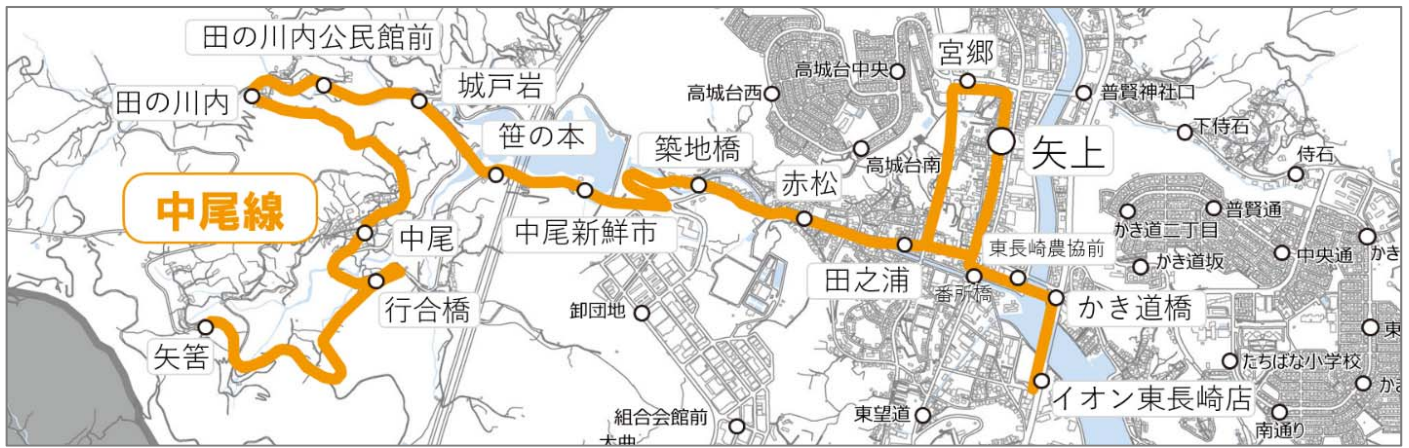 田の川内公民館前
宮郷
高城台中央
城戸岩
田の川内
高城台西
普賢神社口
下侍石
笹の本
築地橋
矢上
高城台南
侍石
赤松
中尾線
普賢通
かき道二丁目
中尾
中尾新鮮市
東長崎農協前
中央通
かき
田之浦
かき道坂
番所橋
行合橋
かき道橋
卸団地
矢筈
東
たちばな小学校
イオン東長崎店
かき
組合会館前
東望道
南通り